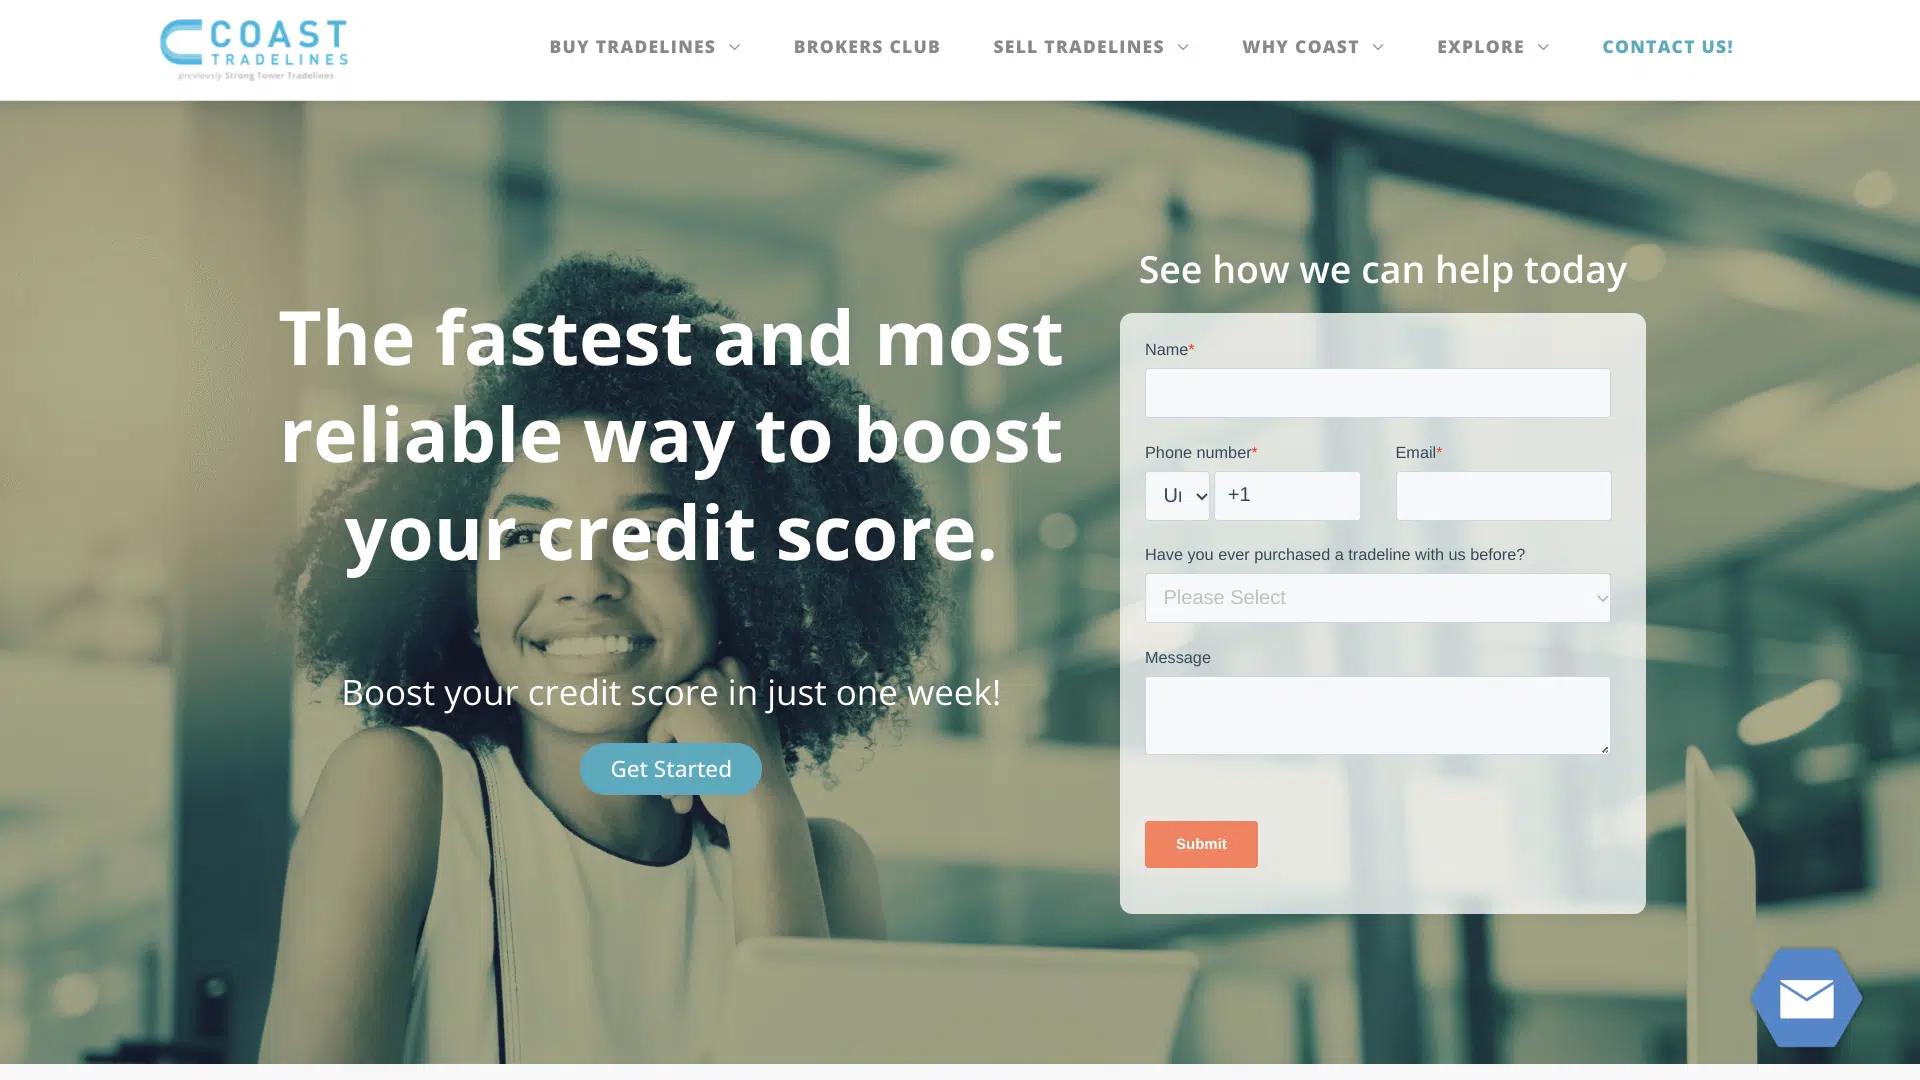 COAST
TRADELINES
previously Strong Tower Tradelines
BUY TRADELINES
BROKERS CLUB
SELL TRADELINES
WHY COAST
EXPLORE
CONTACT US!
The fastest and most
reliable way to boost
your credit score.
Boost your credit score in just one week!
Get Started
See how we can help today
Name*
Phone number*
Email*
+1
Have you ever purchased a tradeline with us before?
Please Select
Message
Submit